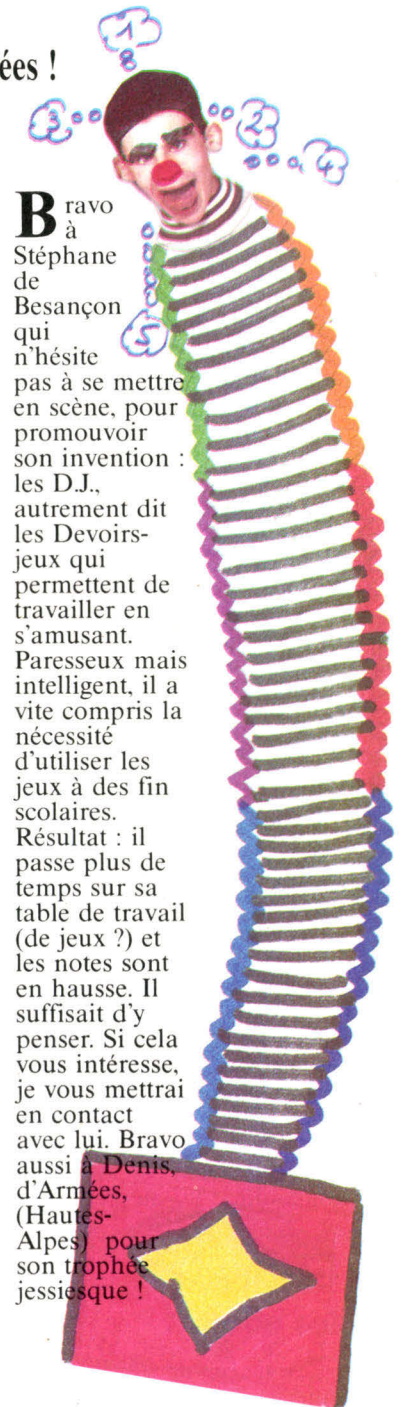 ées !
1
3
2
4
5
Bravo
à
Stéphane
de
Besançon
qui
n'hésite
pas à se mettre
en scène, pour
promouvoir
son invention :
les D.J.,
autrement dit
les Devoirs-
jeux qui
permettent de
travailler en
s'amusant.
Paresseux mais
intelligent, il a
vite compris la
nécessité
d'utiliser les
jeux à des fin
scolaires.
Résultat : il
passe plus de
temps sur sa
table de travail
(de jeux ?) et
les notes sont
en hausse. Il
suffisait d'y
penser. Si cela
vous intéresse,
je vous mettrai
en contact
avec lui. Bravo
aussi à Denis,
d'Armées,
(Hautes-
Alpes) pour
son trophée
jessiesque !